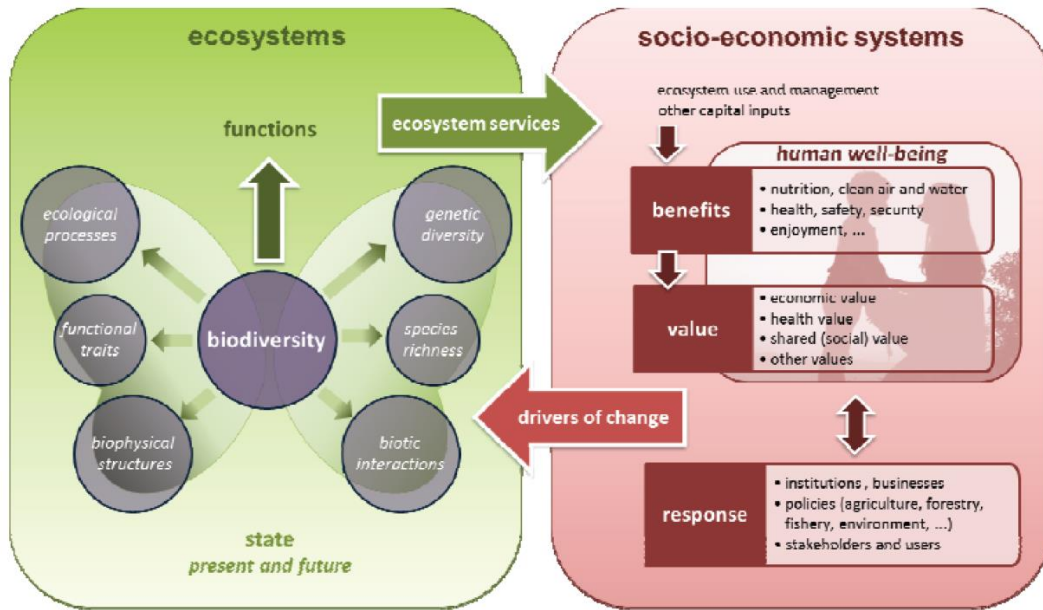 ecosystems
functions
ecological
processes
genetic
diversity
functional
traits
biodiversity
species
richness
biophysical
structures
biotic
interactions
state
present and future
ecosystem services
drivers of change
socio-economic systems
ecosystem use and management
other capital inputs
human well-being
benefits
• nutrition, clean air and water
• health, safety, security
• enjoyment, ...
value
• economic value
• health value
• shared (social) value
• other values
response
• institutions , businesses
• policies (agriculture, forestry,
fishery, environment, ...)
• stakeholders and users